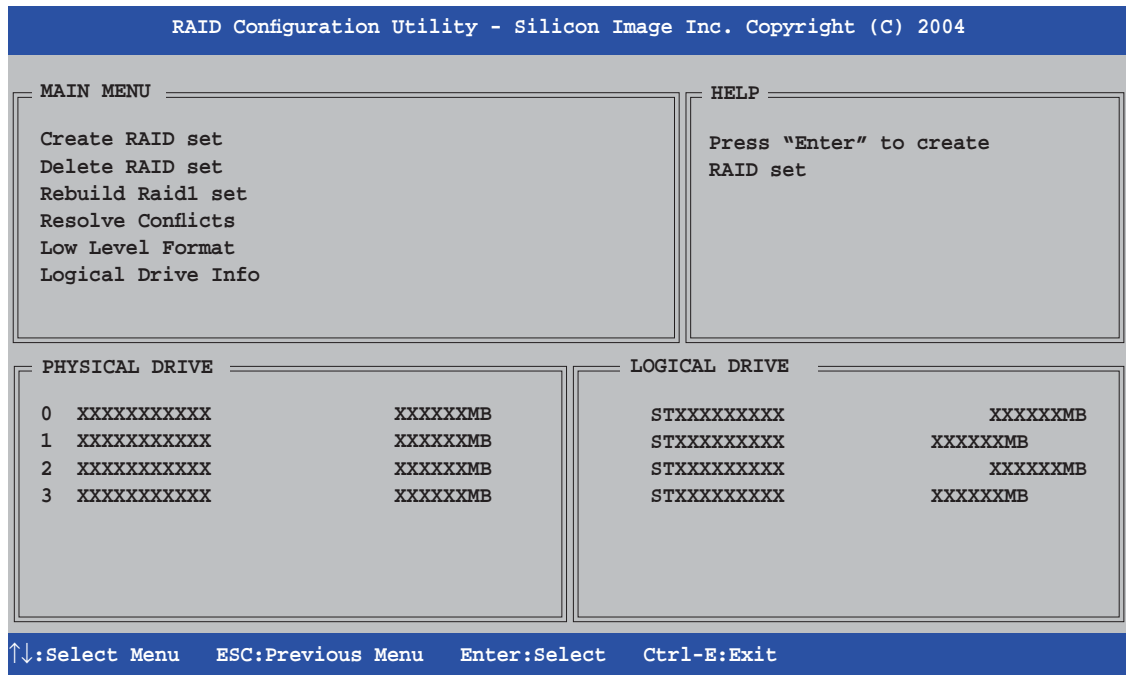 RAID Configuration Utility - Silicon Image Inc. Copyright (C) 2004
MAIN MENU
Create RAID set
Delete RAID set
Rebuild Raid1 set
Resolve Conflicts
Low Level Format
Logical Drive Info
HELP
Press “Enter” to create
RAID set
PHYSICAL DRIVE
0 XXXXXXXXXXX XXXXXXMB
1 XXXXXXXXXXX XXXXXXMB
2 XXXXXXXXXXX XXXXXXMB
3 XXXXXXXXXXX XXXXXXMB
LOGICAL DRIVE
STXXXXXXXXX XXXXXXMB
STXXXXXXXXX XXXXXXMB
STXXXXXXXXX XXXXXXMB
STXXXXXXXXX XXXXXXMB
↑↓:Select Menu ESC:Previous Menu Enter:Select Ctrl-E:Exit